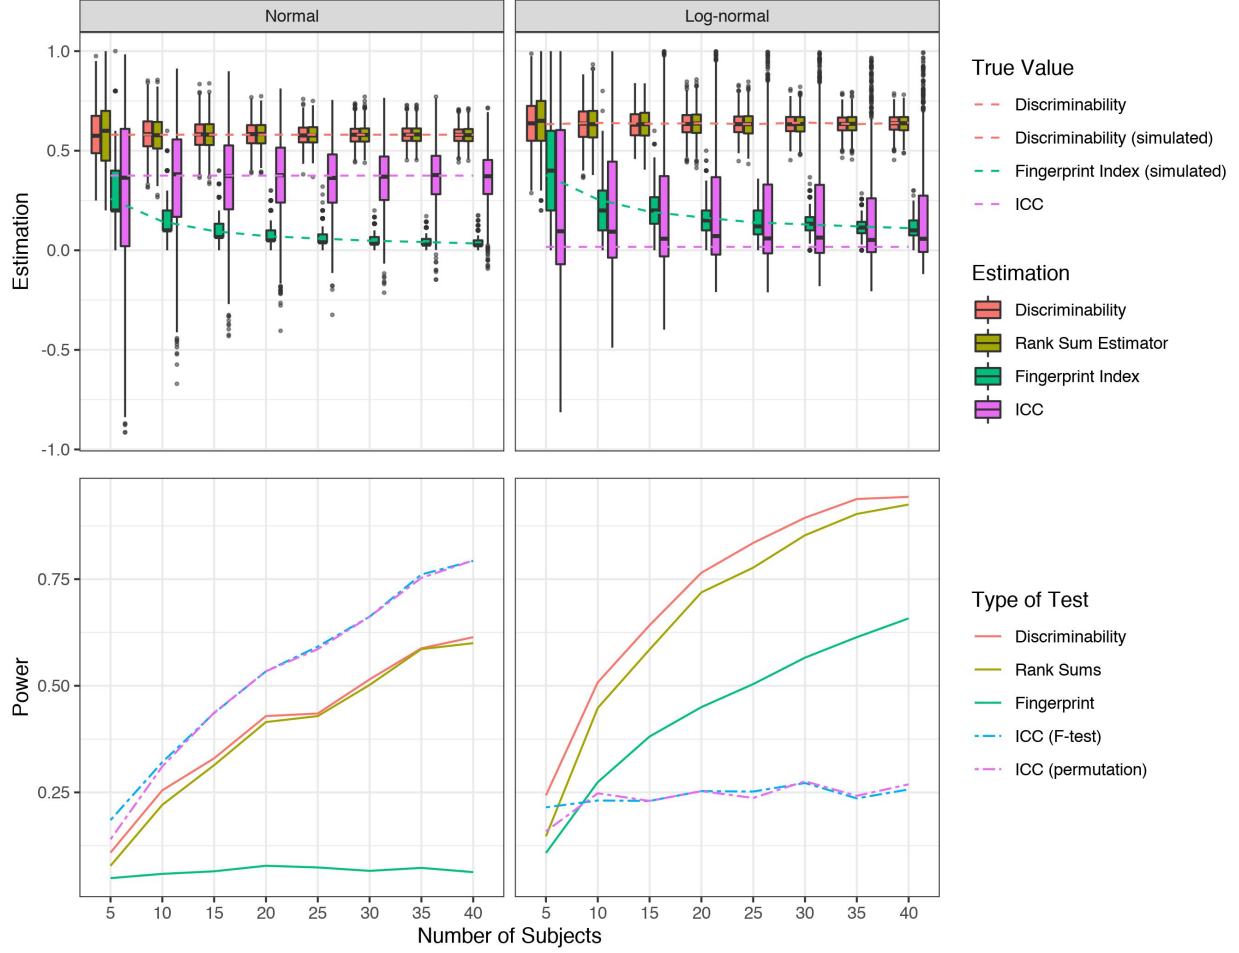 Normal
Log-normal
1.0
0.5
0.0
-0.5
-1.0
Estimation
True Value
Discriminability
Discriminability (simulated)
Fingerprint Index (simulated)
ICC
Estimation
Discriminability
Rank Sum Estimator
Fingerprint Index
ICC
0.75
0.50
0.25
Power
5 10 15 20 25 30 35 40
5 10 15 20 25 30 35 40
Number of Subjects
Type of Test
Discriminability
Rank Sums
Fingerprint
ICC (F-test)
ICC (permutation)